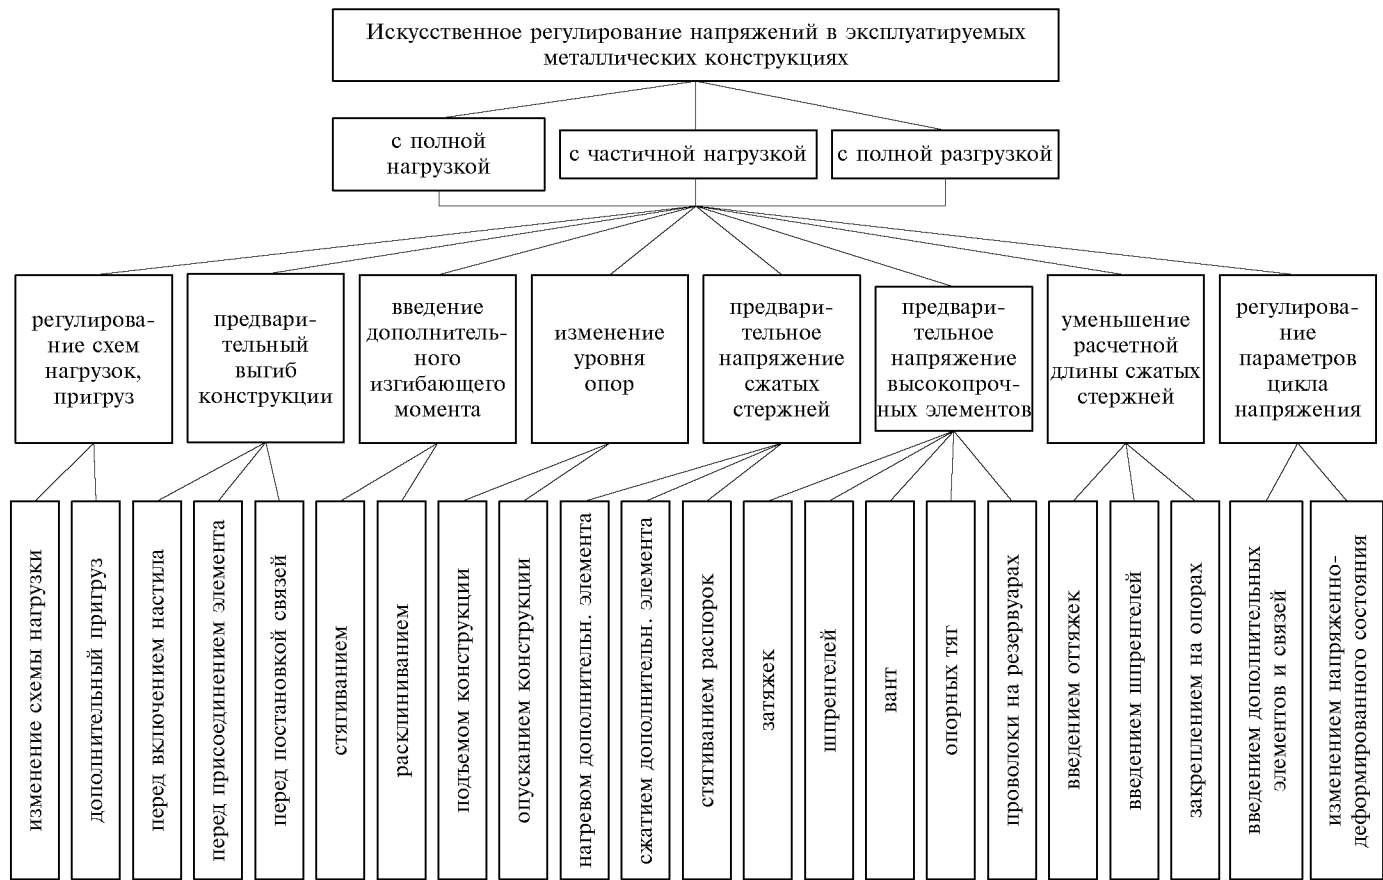 Искусственное регулирование напряжений в эксплуатируемых
металлических конструкциях
с полной
нагрузкой
с частичной нагрузкой
с полной разгрузкой
регулирова-
ние схем
нагрузок,
пригруз
предвари-
тельный
выгиб
конструкции
введение
дополнитель-
ного
изгибающего
момента
изменение
уровня
опор
предвари-
тельное
напряжение
сжатых
стержней
предвари-
тельное
напряжение
высокопроч-
ных элементов
уменьшение
расчетной
длины сжатых
стержней
регулирова-
ние
параметров
цикла
напряжения
изменение схемы нагрузки
дополнительный пригруз
перед включением настила
перед присоединением элемента
перед постановкой связей
стягиванием
расклиниванием
подъемом конструкции
опусканием конструкции
нагревом дополнительн. элемента
сжатием дополнительн. элемента
стягиванием распорок
затяжек
шпренгелей
вант
опорных тяг
проволоки на резервуарах
введением оттяжек
введением шпренгелей
закреплением на опорах
введением дополнительных
элементов и связей
изменением напряженно-
деформированного состояния